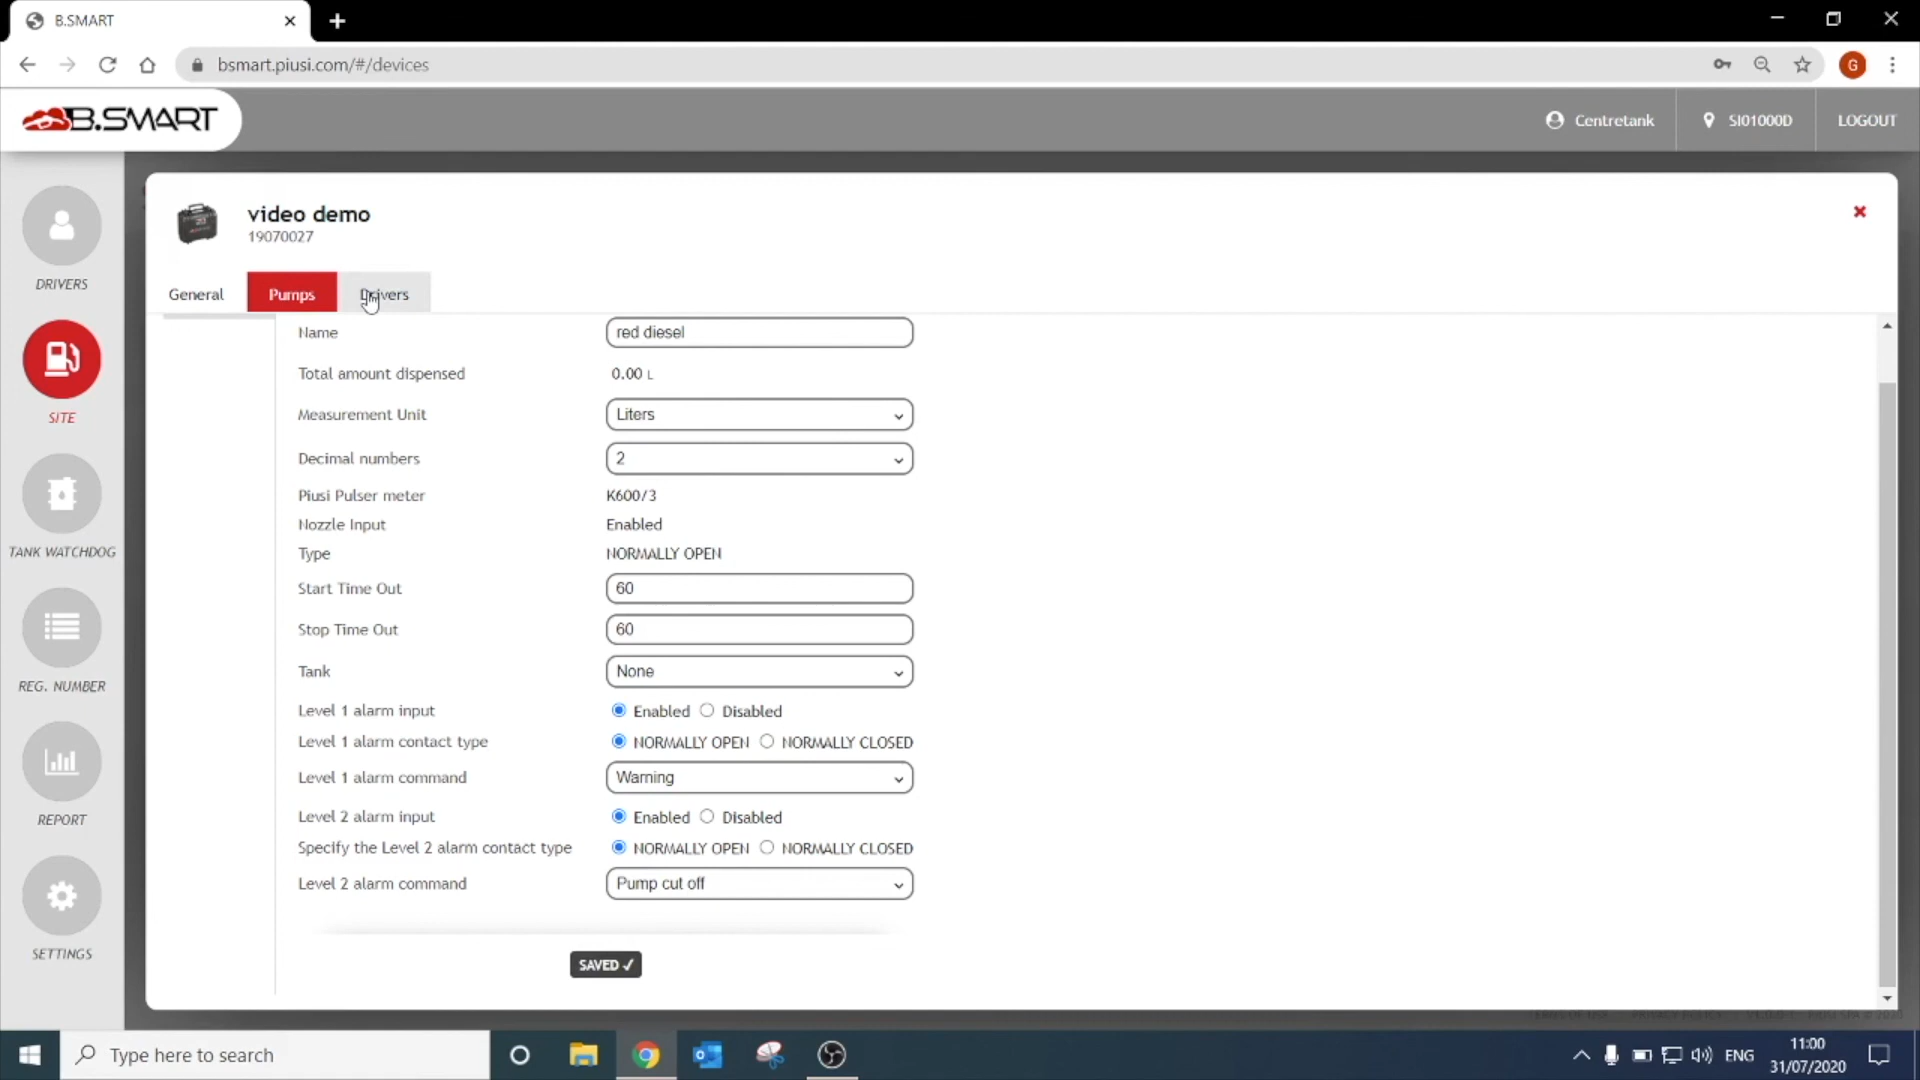 B.SMART
bsmart.piusi.com/#/devices
G
B.SMART
Centretank
SI01000D
LOGOUT
video demo
19070027
General
Pumps
Drivers
DRIVERS
SITE
TANK WATCHDOG
REG. NUMBER
REPORT
SETTINGS
Name red diesel
Total amount dispensed 0.00 L
Measurement Unit Liters
Decimal numbers 2
Piusi Pulser meter K600/3
Nozzle Input Enabled
Type NORMALLY OPEN
Start Time Out 60
Stop Time Out 60
Tank None
Level 1 alarm input Enabled Disabled
Level 1 alarm contact type NORMALLY OPEN NORMALLY CLOSED
Level 1 alarm command Warning
Level 2 alarm input Enabled Disabled
Specify the Level 2 alarm contact type NORMALLY OPEN NORMALLY CLOSED
Level 2 alarm command Pump cut off
SAVED ✓
Type here to search
ENG
11:00
31/07/2020